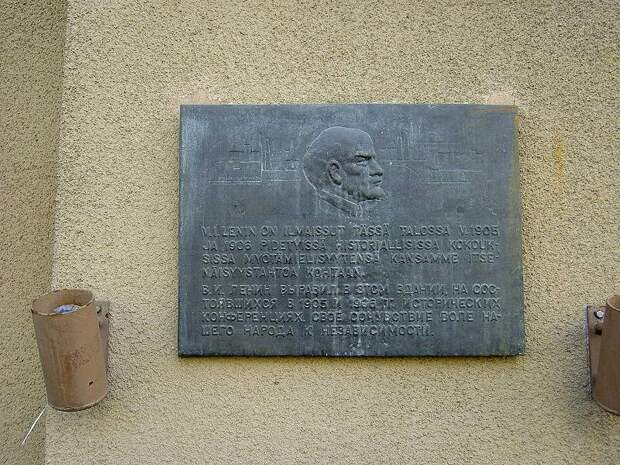 V.I. LENIN ON ILMAISSUT TÄSSÄ TALOSSA V. 1905
JA 1906 PIDETYISSÄ HISTORIALLISISSA KOKOUK-
SISSA MYÖTÄMIELISYYTENSÄ KANSAMME ITSE-
NÄISYYSTAHTOA KOHTAAN.
В.И. ЛЕНИН ВЫРАЗИЛ В ЭТОМ ЗДАНИИ, НА СОС-
ТОЯВШИХСЯ В 1905 И 1906 ГГ. ИСТОРИЧЕСКИХ
КОНФЕРЕНЦИЯХ, СВОЕ СОЧУВСТВИЕ ВОЛЕ НА-
ШЕГО НАРОДА К НЕЗАВИСИМОСТИ.